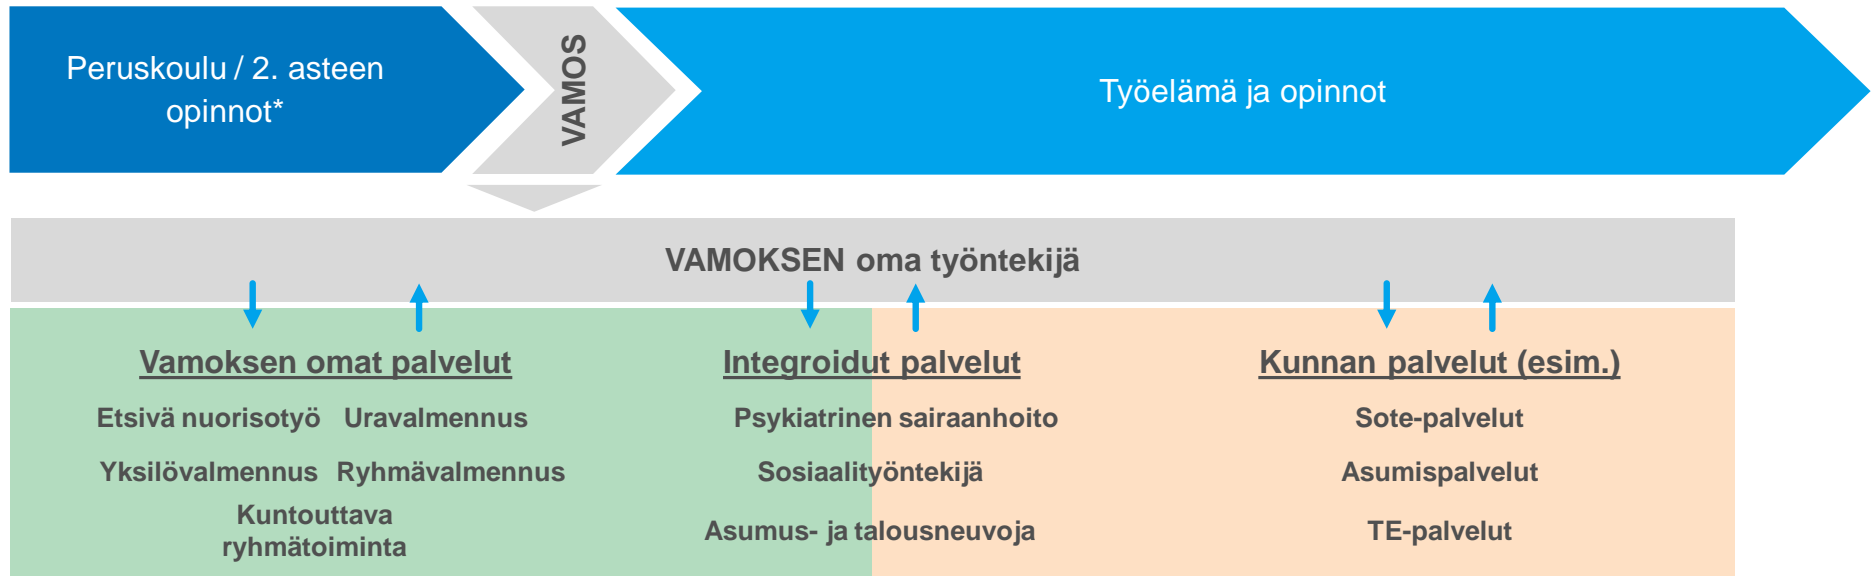 Peruskoulu / 2. asteen
opinnot*
VAMOS
Työelämä ja opinnot
VAMOKSEN oma työntekijä
Vamoksen omat palvelut
Etsivä nuorisotyö Uravalmennus
Yksilövalmennus Ryhmävalmennus
Kuntouttava
ryhmätoiminta
Integroidut palvelut
Psykiatrinen sairaanhoito
Sosiaalityöntekijä
Asumus- ja talousneuvoja
Kunnan palvelut (esim.)
Sote-palvelut
Asumispalvelut
TE-palvelut